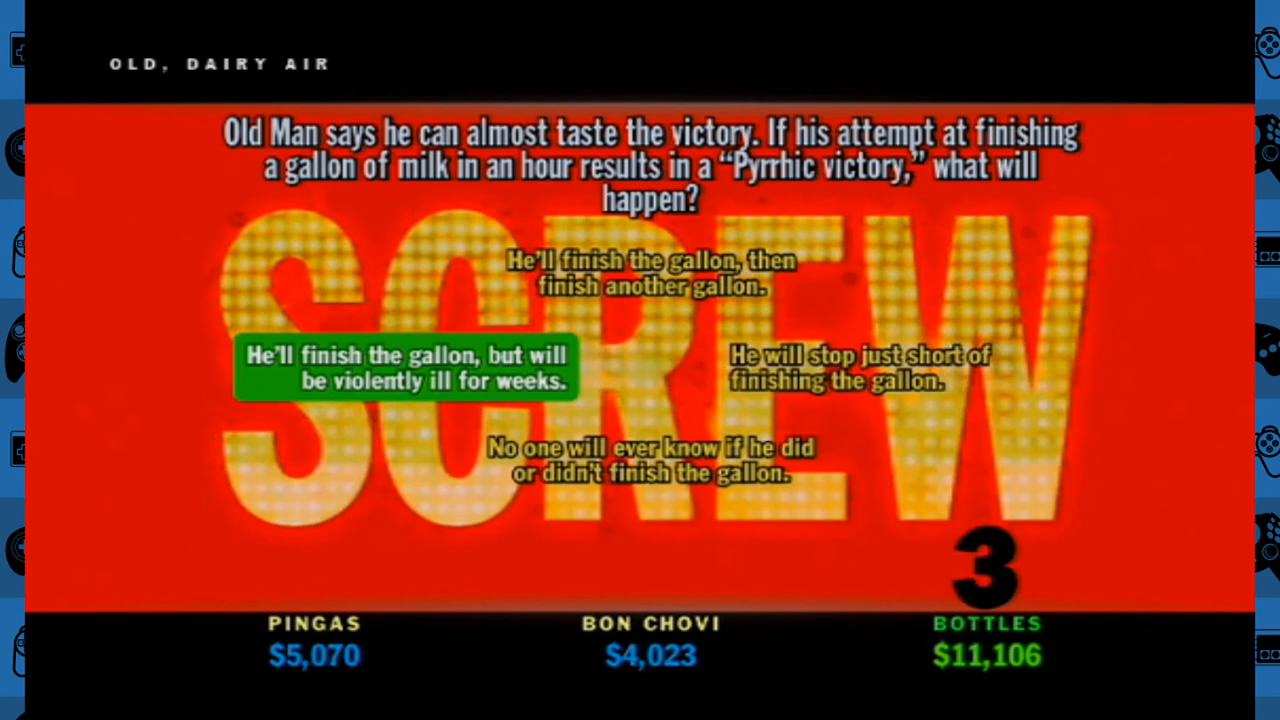 OLD, DAIRY AIR
Old Man says he can almost taste the victory. If his attempt at finishing
a gallon of milk in an hour results in a “Pyrrhic victory,” what will
happen?
SCREW
He’ll finish the gallon, then
finish another gallon.
He’ll finish the gallon, but will
be violently ill for weeks.
He will stop just short of
finishing the gallon.
No one will ever know if he did
or didn’t finish the gallon.
3
PINGAS
$5,070
BON CHOVI
$4,023
BOTTLES
$11,106